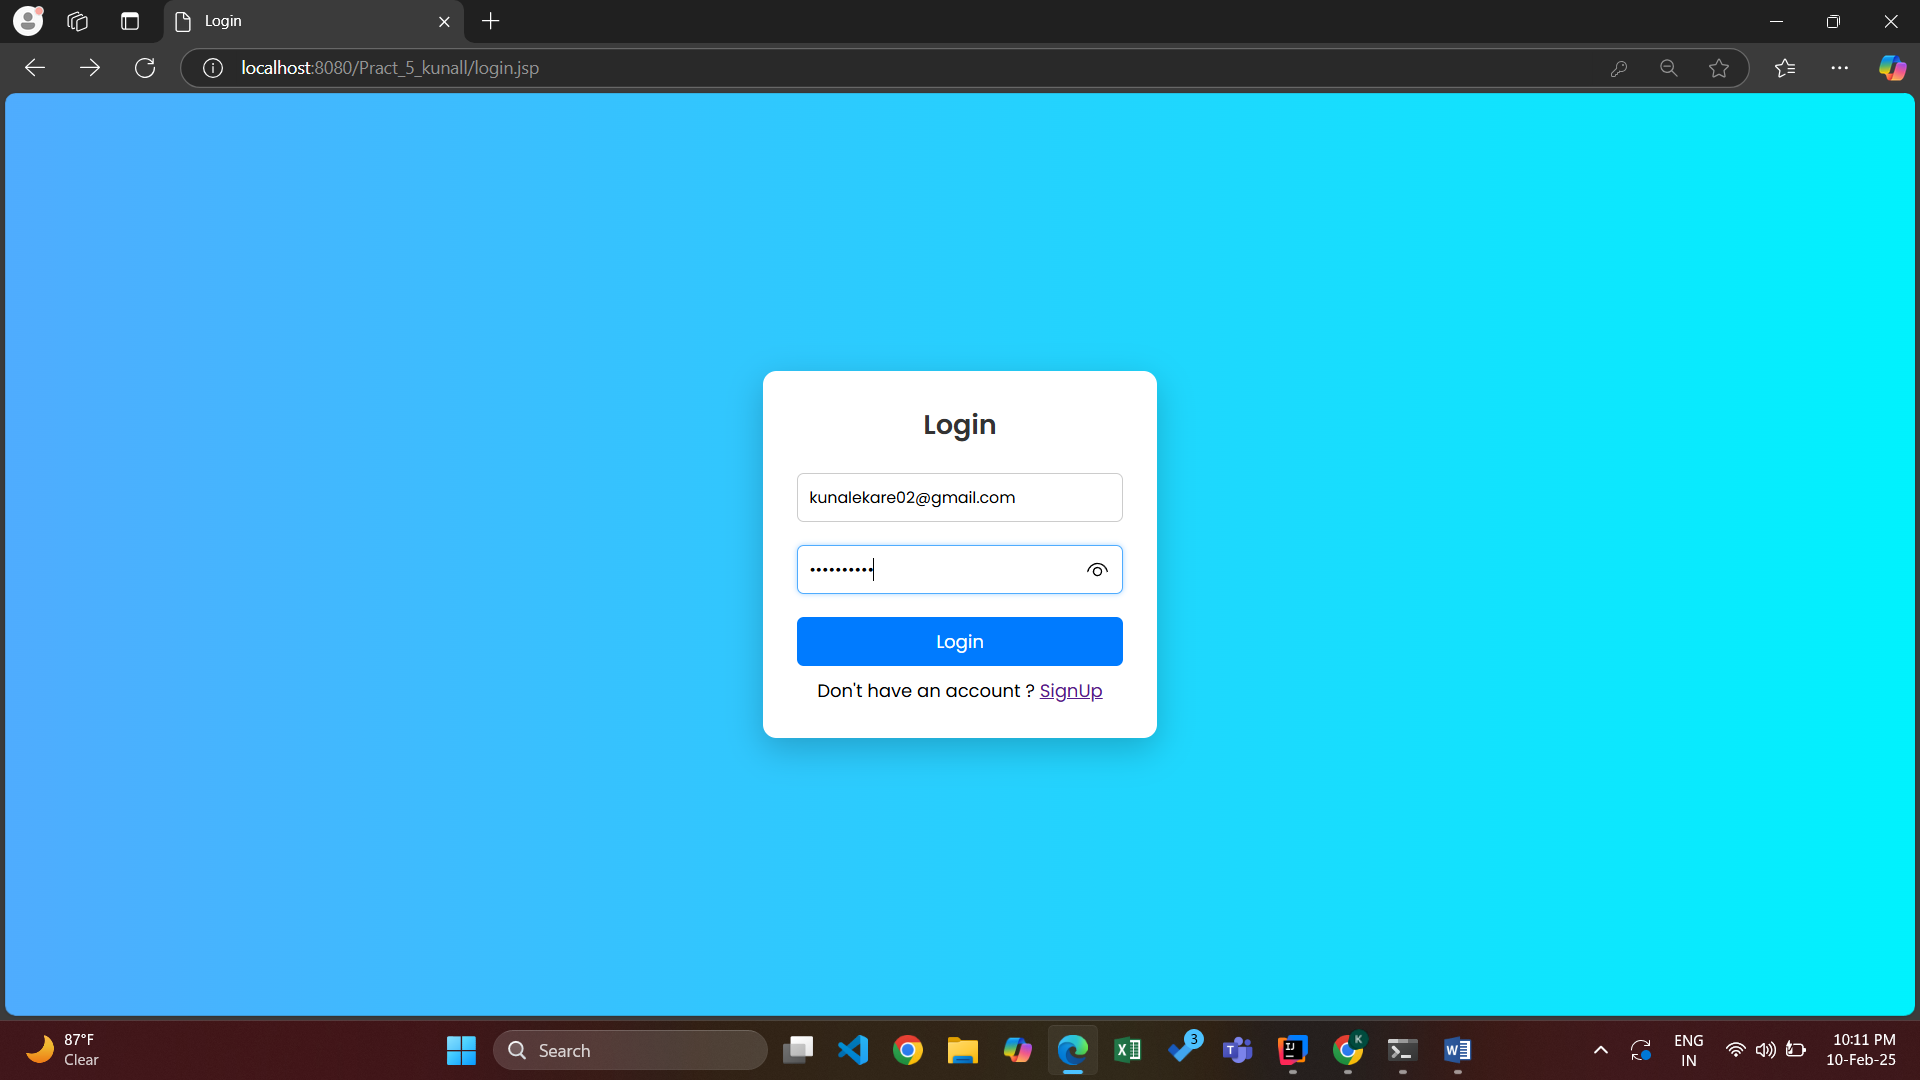 Login
localhost:8080/Pract_5_kunall/login.jsp
Login
kunalekare02@gmail.com
••••••••••
Login
Don't have an account ? SignUp
87°F
Clear
Search
3
K
ENG
IN
10:11 PM
10-Feb-25